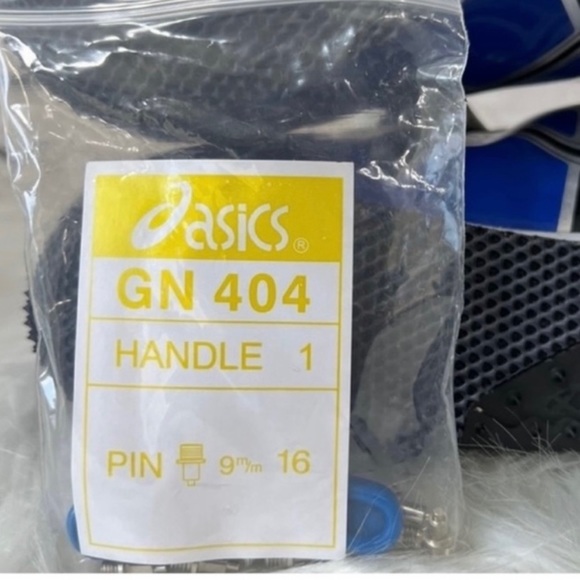 asics®
GN 404
HANDLE 1
PIN 9m/m 16